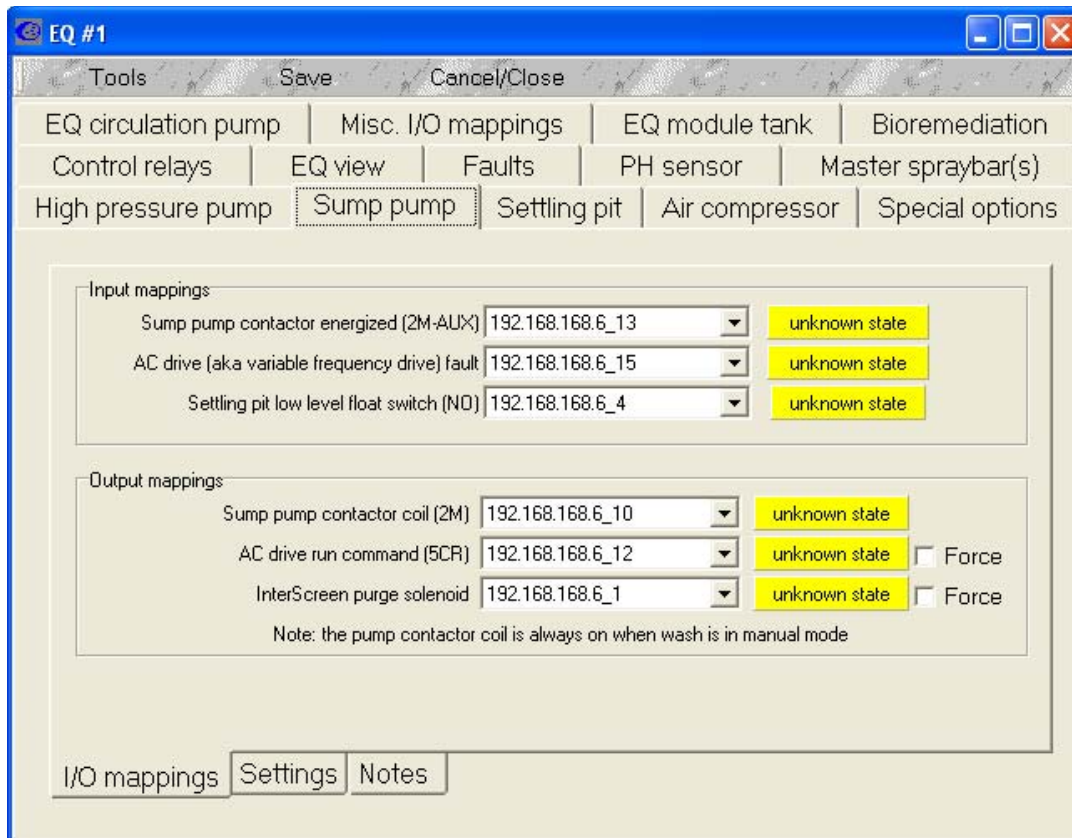 EQ #1
Tools Save Cancel/Close
EQ circulation pump Misc. I/O mappings EQ module tank Bioremediation
Control relays EQ view Faults PH sensor Master spraybar(s)
High pressure pump Sump pump Settling pit Air compressor Special options
Input mappings
Sump pump contactor energized (2M-AUX) 192.168.168.6_13 unknown state
AC drive (aka variable frequency drive) fault 192.168.168.6_15 unknown state
Settling pit low level float switch (NO) 192.168.168.6_4 unknown state
Output mappings
Sump pump contactor coil (2M) 192.168.168.6_10 unknown state
AC drive run command (5CR) 192.168.168.6_12 unknown state Force
InterScreen purge solenoid 192.168.168.6_1 unknown state Force
Note: the pump contactor coil is always on when wash is in manual mode
I/O mappings Settings Notes